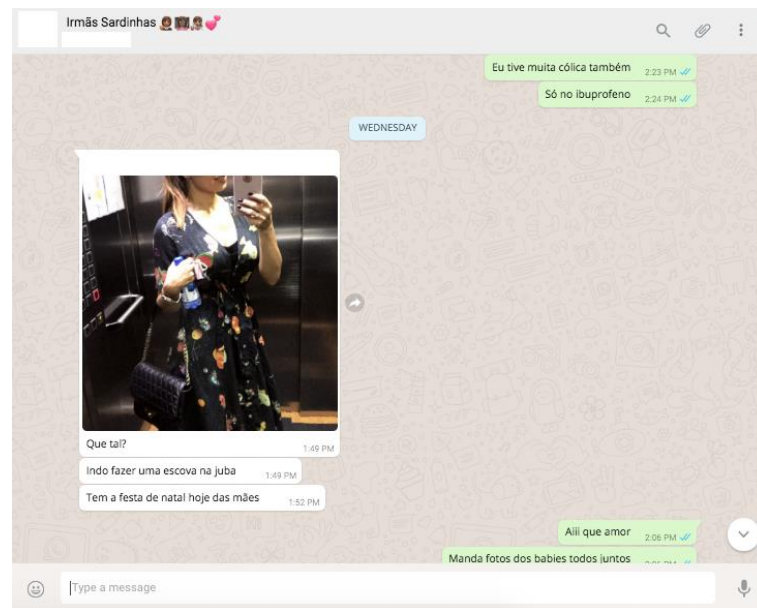 Irmãs Sardinhas
Eu tive muita cólica também 2:23 PM
Só no ibuprofeno 2:24 PM
WEDNESDAY
Que tal? 1:49 PM
Indo fazer uma escova na juba 1:49 PM
Tem a festa de natal hoje das mães 1:52 PM
Aiii que amor 2:06 PM
Manda fotos dos babies todos juntos
Type a message